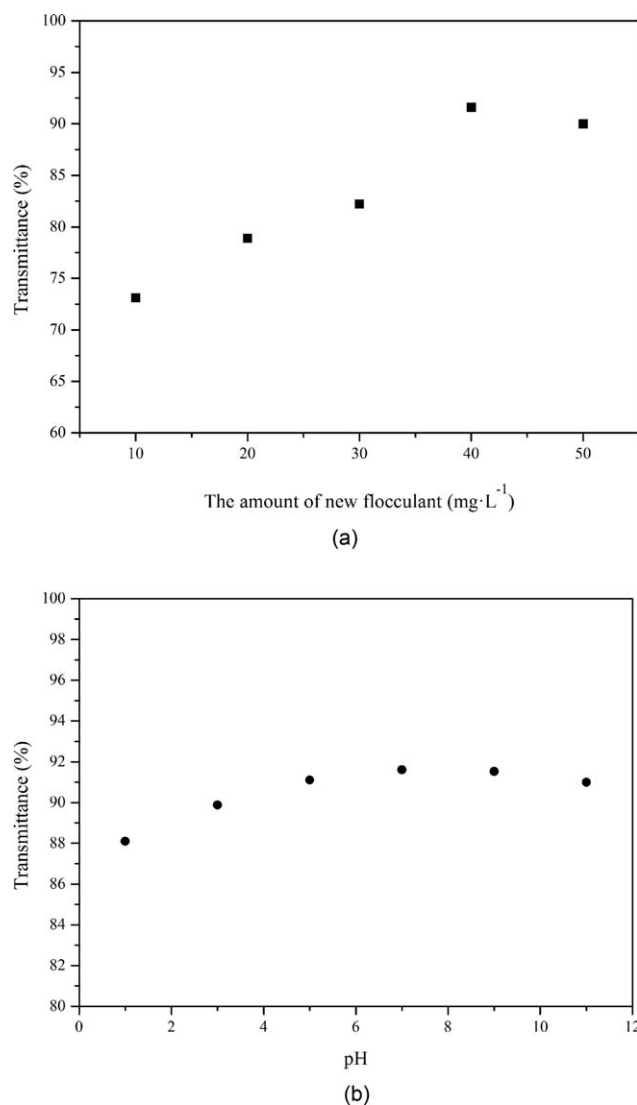 100
95
90
85
80
75
70
65
60
Transmittance (%)
10 20 30 40 50
The amount of new flocculant (mg·L⁻¹)
(a)
100
98
96
94
92
90
88
86
84
82
80
Transmittance (%)
0 2 4 6 8 10 12
pH
(b)